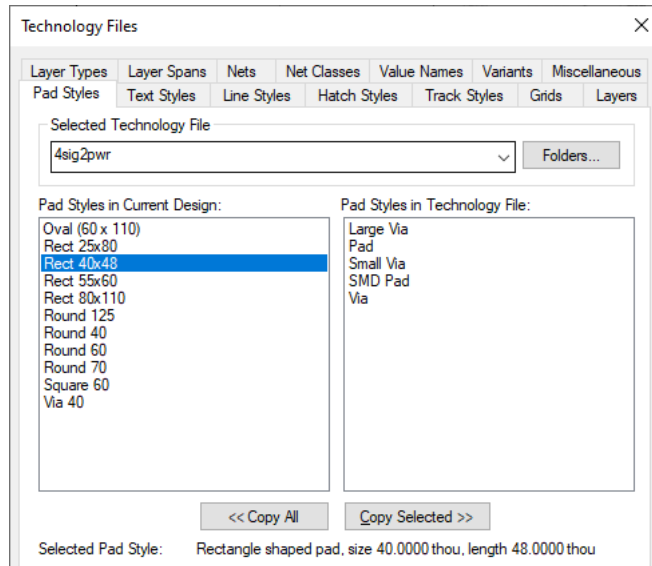 Technology Files
Layer Types Layer Spans Nets Net Classes Value Names Variants Miscellaneous
Pad Styles Text Styles Line Styles Hatch Styles Track Styles Grids Layers
Selected Technology File
4sig2pwr Folders...
Pad Styles in Current Design:
Oval (60 x 110)
Rect 25x80
Rect 40x48
Rect 55x60
Rect 80x110
Round 125
Round 40
Round 60
Round 70
Square 60
Via 40
Pad Styles in Technology File:
Large Via
Pad
Small Via
SMD Pad
Via
<< Copy All Copy Selected >>
Selected Pad Style: Rectangle shaped pad, size 40.0000 thou, length 48.0000 thou